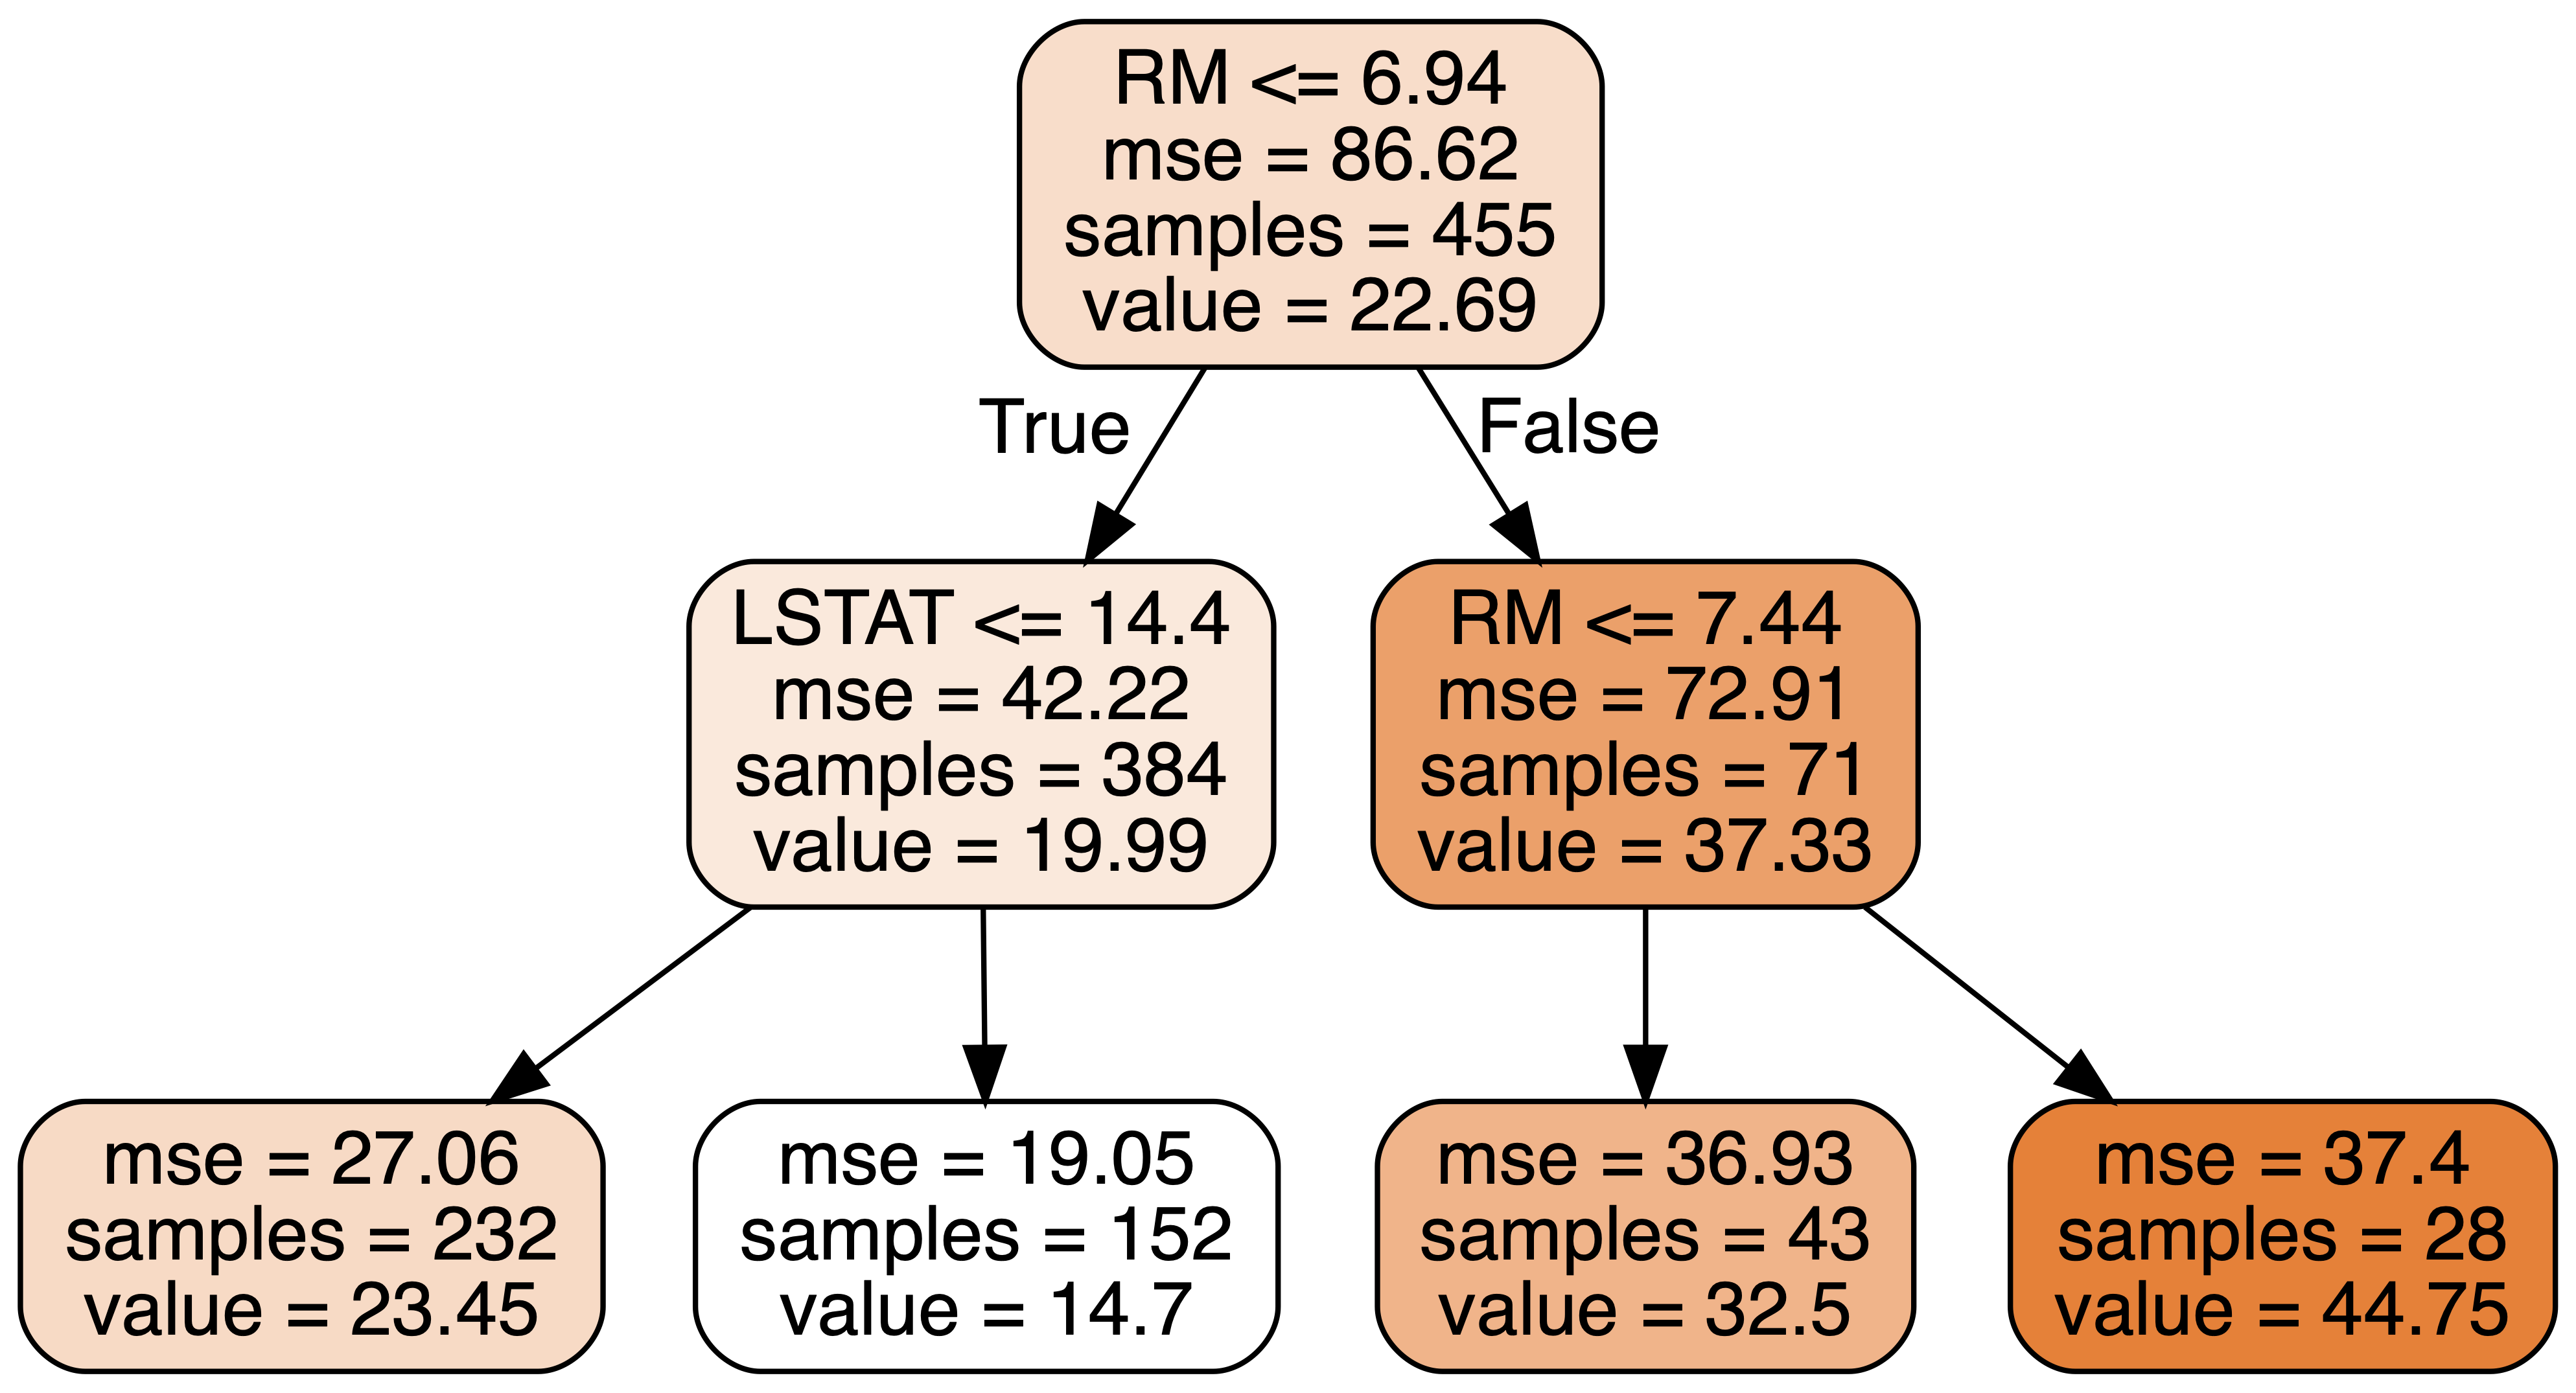 RM <= 6.94
mse = 86.62
samples = 455
value = 22.69
True
False
LSTAT <= 14.4
mse = 42.22
samples = 384
value = 19.99
RM <= 7.44
mse = 72.91
samples = 71
value = 37.33
mse = 27.06
samples = 232
value = 23.45
mse = 19.05
samples = 152
value = 14.7
mse = 36.93
samples = 43
value = 32.5
mse = 37.4
samples = 28
value = 44.75